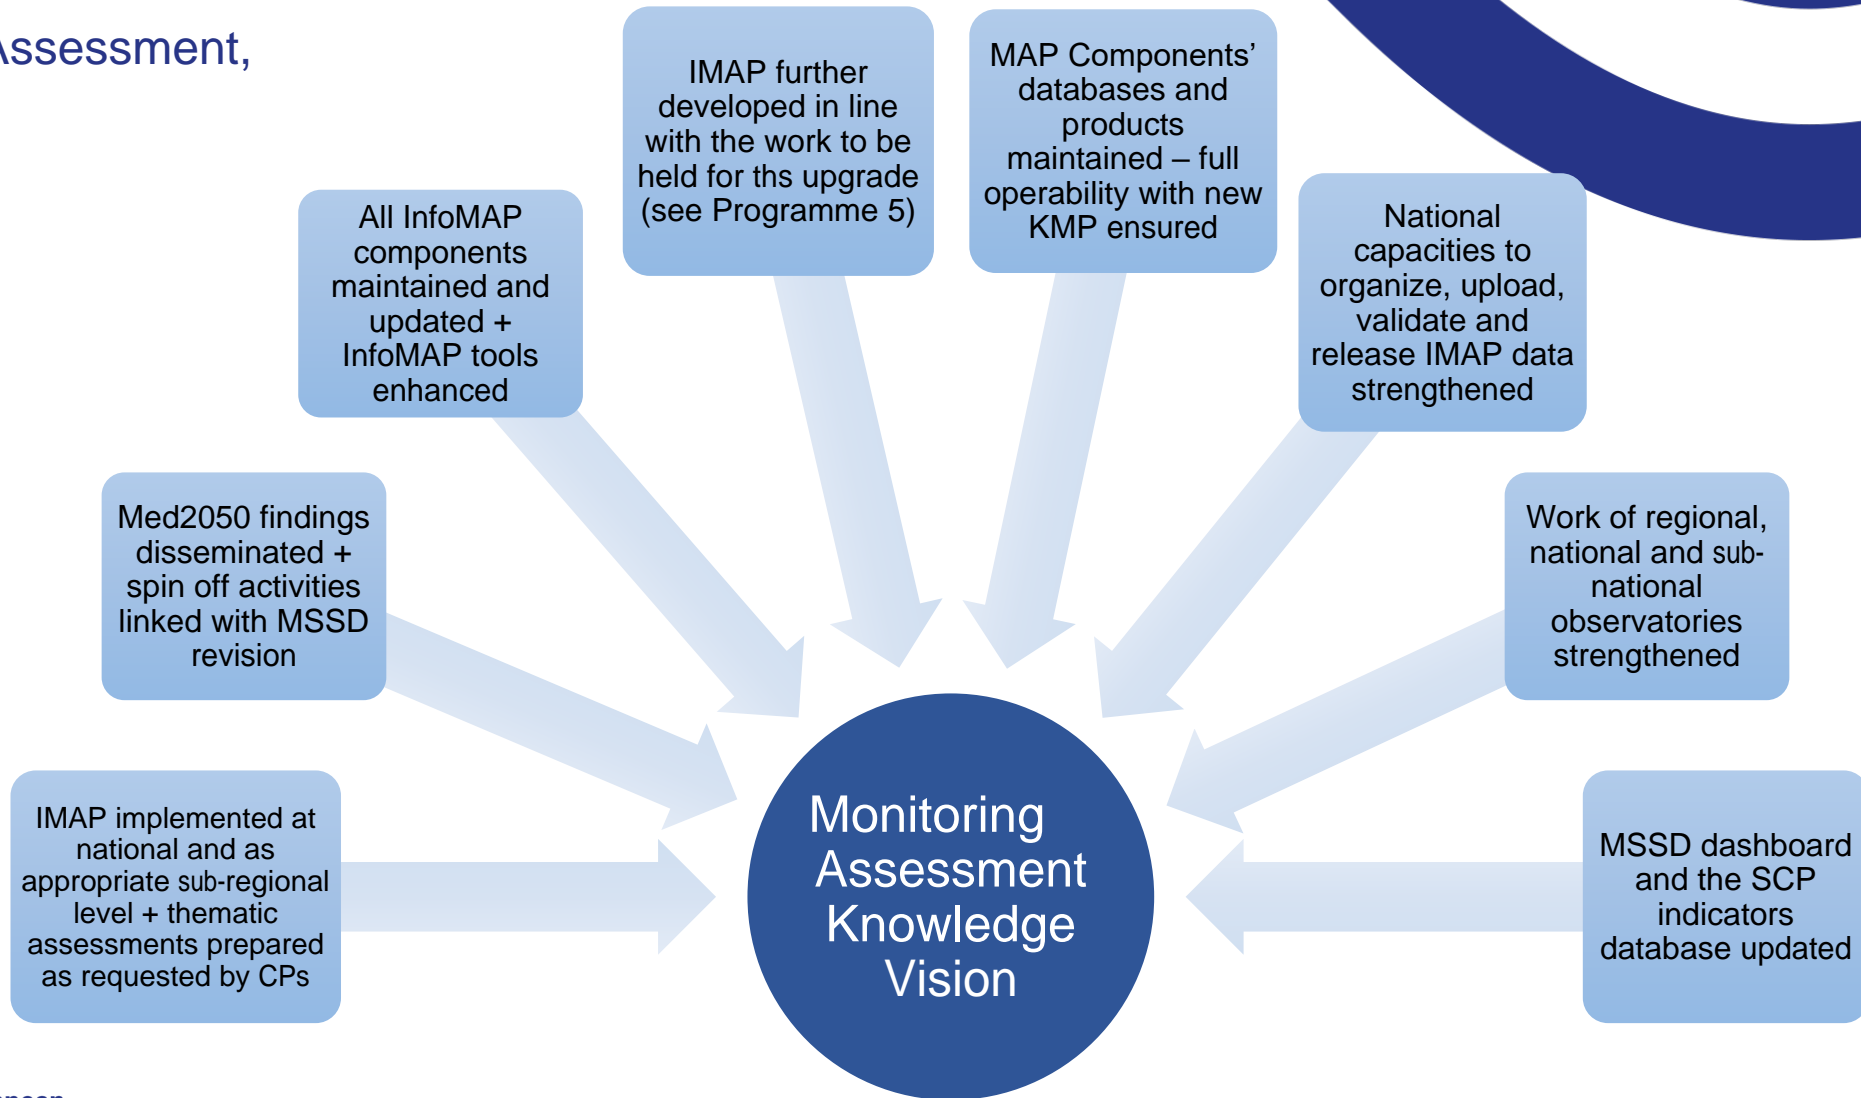 Assessment,
IMAP further
developed in line
with the work to be
held for ths upgrade
(see Programme 5)
MAP Components’
databases and
products
maintained – full
operability with new
KMP ensured
All InfoMAP
components
maintained and
updated +
InfoMAP tools
enhanced
National
capacities to
organize, upload,
validate and
release IMAP data
strengthened
Med2050 findings
disseminated +
spin off activities
linked with MSSD
revision
Work of regional,
national and sub-
national
observatories
strengthened
IMAP implemented at
national and as
appropriate sub-regional
level + thematic
assessments prepared
as requested by CPs
Monitoring
Assessment
Knowledge
Vision
MSSD dashboard
and the SCP
indicators
database updated